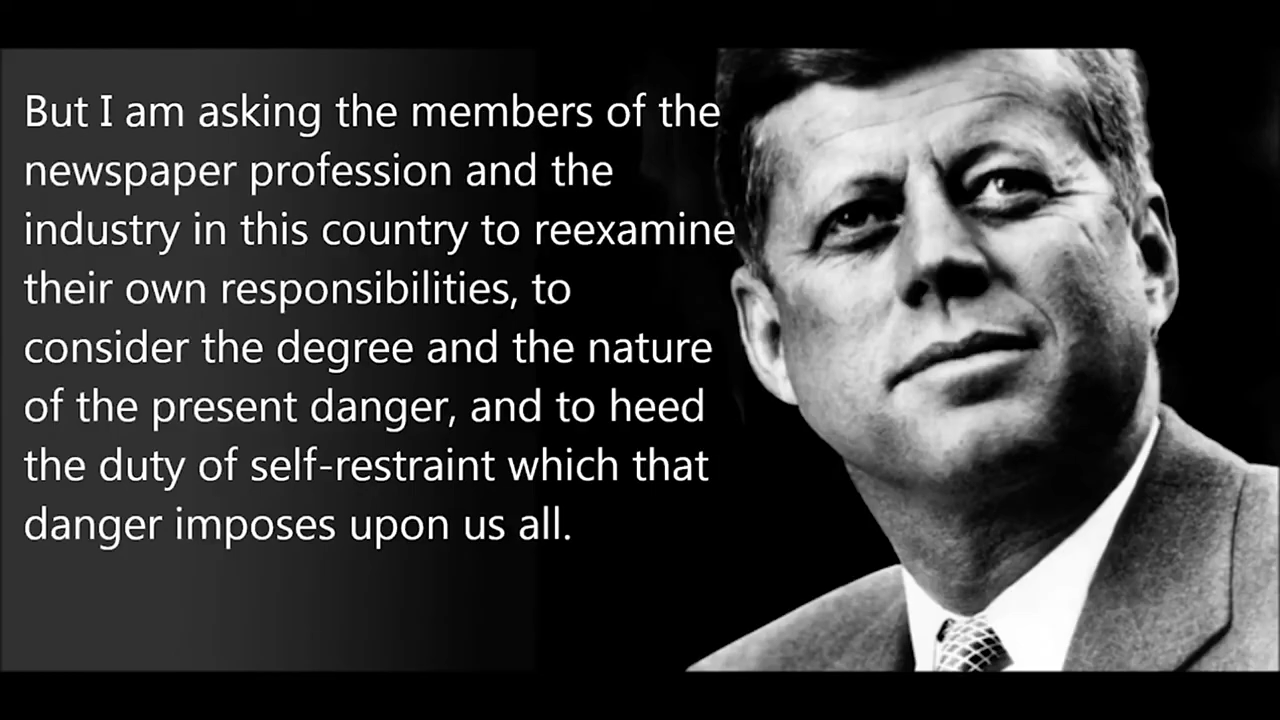 But I am asking the members of the
newspaper profession and the
industry in this country to reexamine
their own responsibilities, to
consider the degree and the nature
of the present danger, and to heed
the duty of self-restraint which that
danger imposes upon us all.